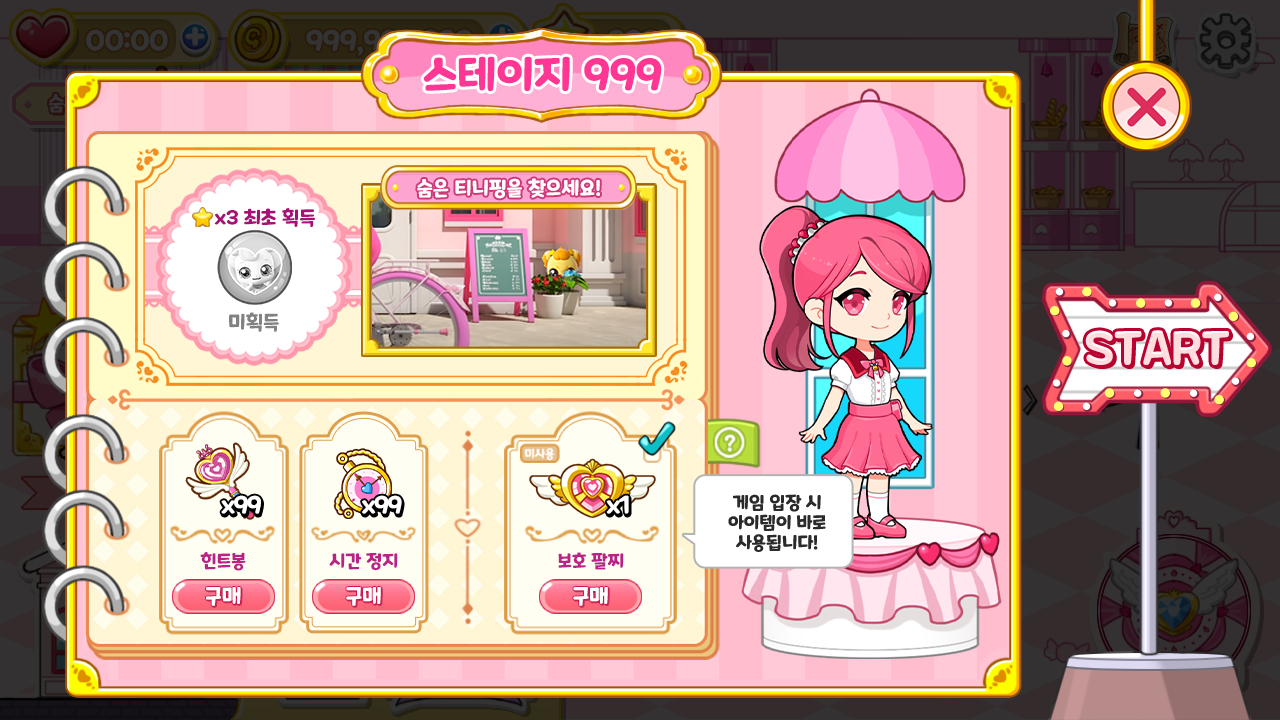 00:00
999,9
스테이지 999
숨
x3 최초 획득
미획득
숨은 티니핑을 찾으세요!
START
x99
힌트봉
구매
x99
시간 정지
구매
미사용
x1
보호 팔찌
구매
?
게임 입장 시
아이템이 바로
사용됩니다!